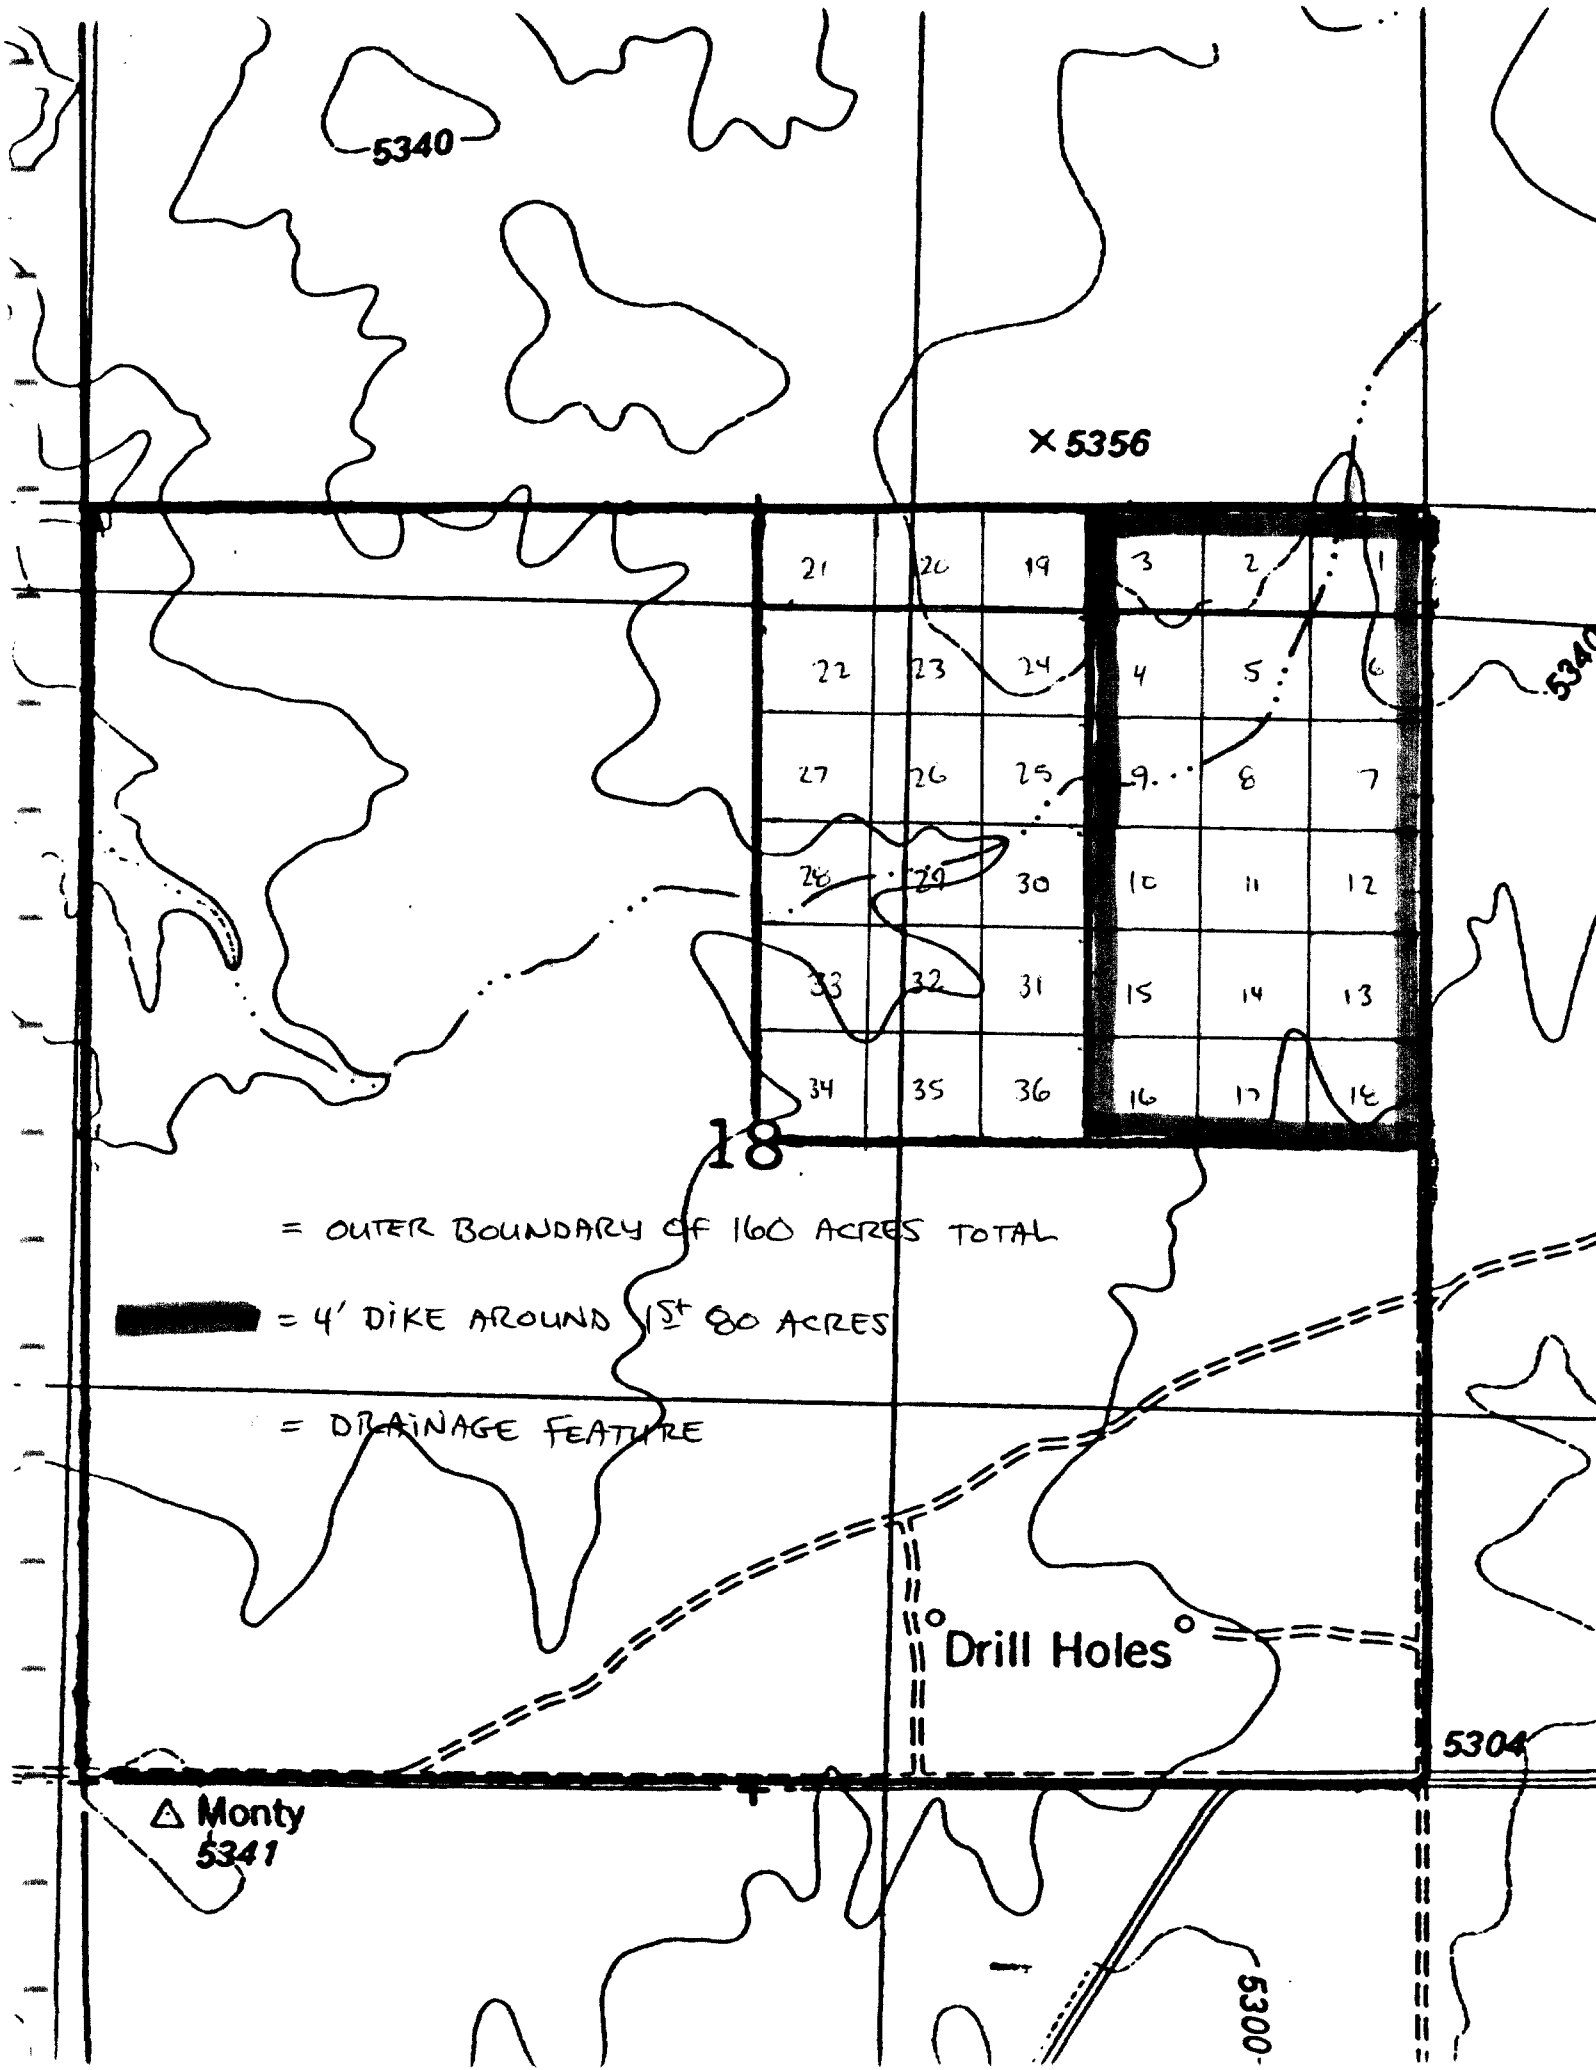 5340
× 5356
21 20 19 3 2 1
5340
22 23 24 4 5 6
27 26 25 9 8 7
28 29 30 10 11 12
33 32 31 15 14 13
34 35 36 16 17 18
18
= OUTER BOUNDARY OF 160 ACRES TOTAL
= 4' DIKE AROUND 1st 80 ACRES
= DRAINAGE FEATURE
Drill Holes
5304
Monty
5341
5300